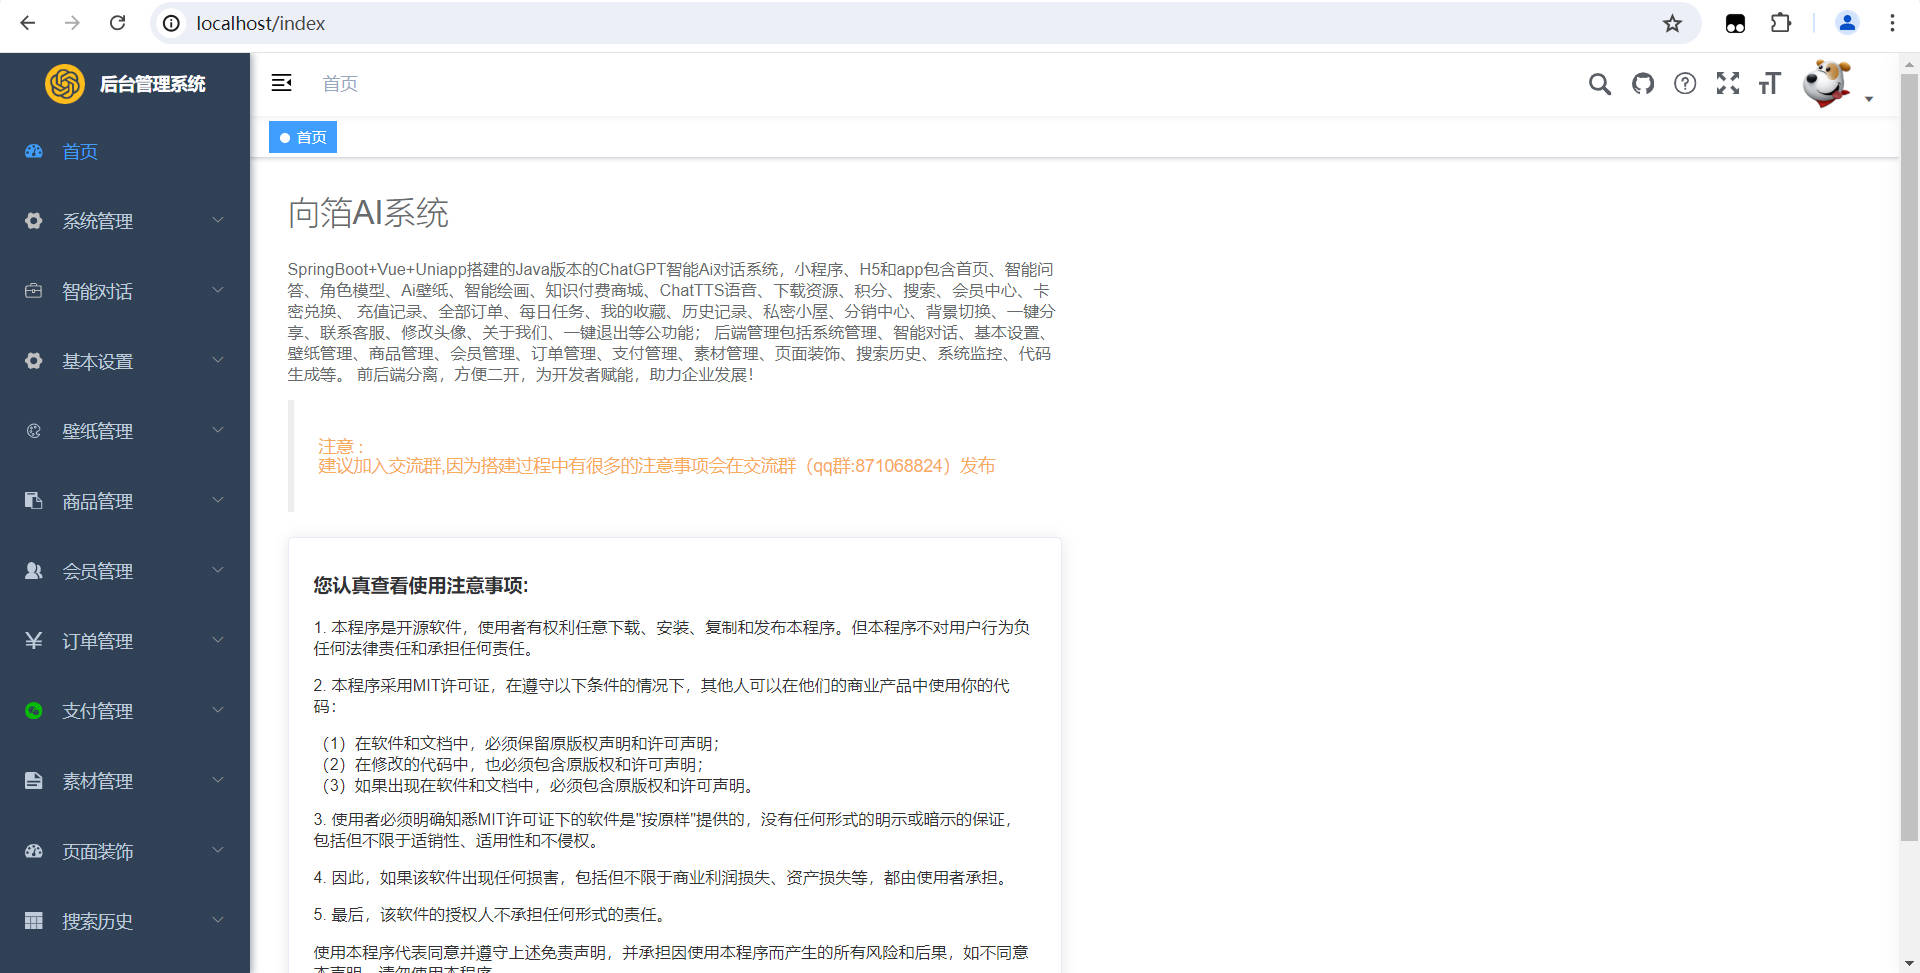 localhost/index
后台管理系统
首页
首页
首页
系统管理
智能对话
基本设置
壁纸管理
商品管理
会员管理
订单管理
支付管理
素材管理
页面装饰
搜索历史
向箔AI系统
SpringBoot+Vue+Uniapp搭建的Java版本的ChatGPT智能Ai对话系统，小程序、H5和app包含首页、智能问
答、角色模型、Ai壁纸、智能绘画、知识付费商城、ChatTTS语音、下载资源、积分、搜索、会员中心、卡
密兑换、 充值记录、全部订单、每日任务、我的收藏、历史记录、私密小屋、分销中心、背景切换、一键分
享、联系客服、修改头像、关于我们、一键退出等公功能； 后端管理包括系统管理、智能对话、基本设置、
壁纸管理、商品管理、会员管理、订单管理、支付管理、素材管理、页面装饰、搜索历史、系统监控、代码
生成等。 前后端分离，方便二开，为开发者赋能，助力企业发展！
注意：
建议加入交流群,因为搭建过程中有很多的注意事项会在交流群（qq群:871068824）发布
您认真查看使用注意事项:
1. 本程序是开源软件，使用者有权利任意下载、安装、复制和发布本程序。但本程序不对用户行为负
任何法律责任和承担任何责任。
2. 本程序采用MIT许可证，在遵守以下条件的情况下，其他人可以在他们的商业产品中使用你的代
码：
（1）在软件和文档中，必须保留原版权声明和许可声明；
（2）在修改的代码中，也必须包含原版权和许可声明；
（3）如果出现在软件和文档中，必须包含原版权和许可声明。
3. 使用者必须明确知悉MIT许可证下的软件是"按原样"提供的，没有任何形式的明示或暗示的保证，
包括但不限于适销性、适用性和不侵权。
4. 因此，如果该软件出现任何损害，包括但不限于商业利润损失、资产损失等，都由使用者承担。
5. 最后，该软件的授权人不承担任何形式的责任。
使用本程序代表同意并遵守上述免责声明，并承担因使用本程序而产生的所有风险和后果，如不同意
本声明，请勿使用本程序